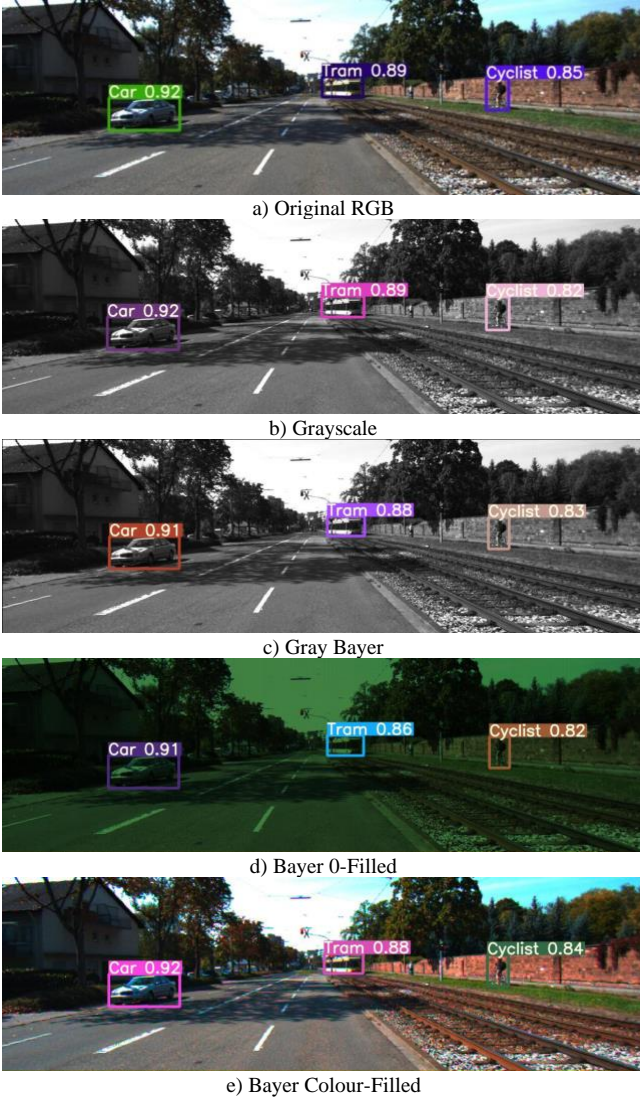 Car 0.92
Tram 0.89
Cyclist 0.85
a) Original RGB
Car 0.92
Tram 0.89
Cyclist 0.82
b) Grayscale
Car 0.91
Tram 0.88
Cyclist 0.83
c) Gray Bayer
Car 0.91
Tram 0.86
Cyclist 0.82
d) Bayer 0-Filled
Car 0.92
Tram 0.88
Cyclist 0.84
e) Bayer Colour-Filled